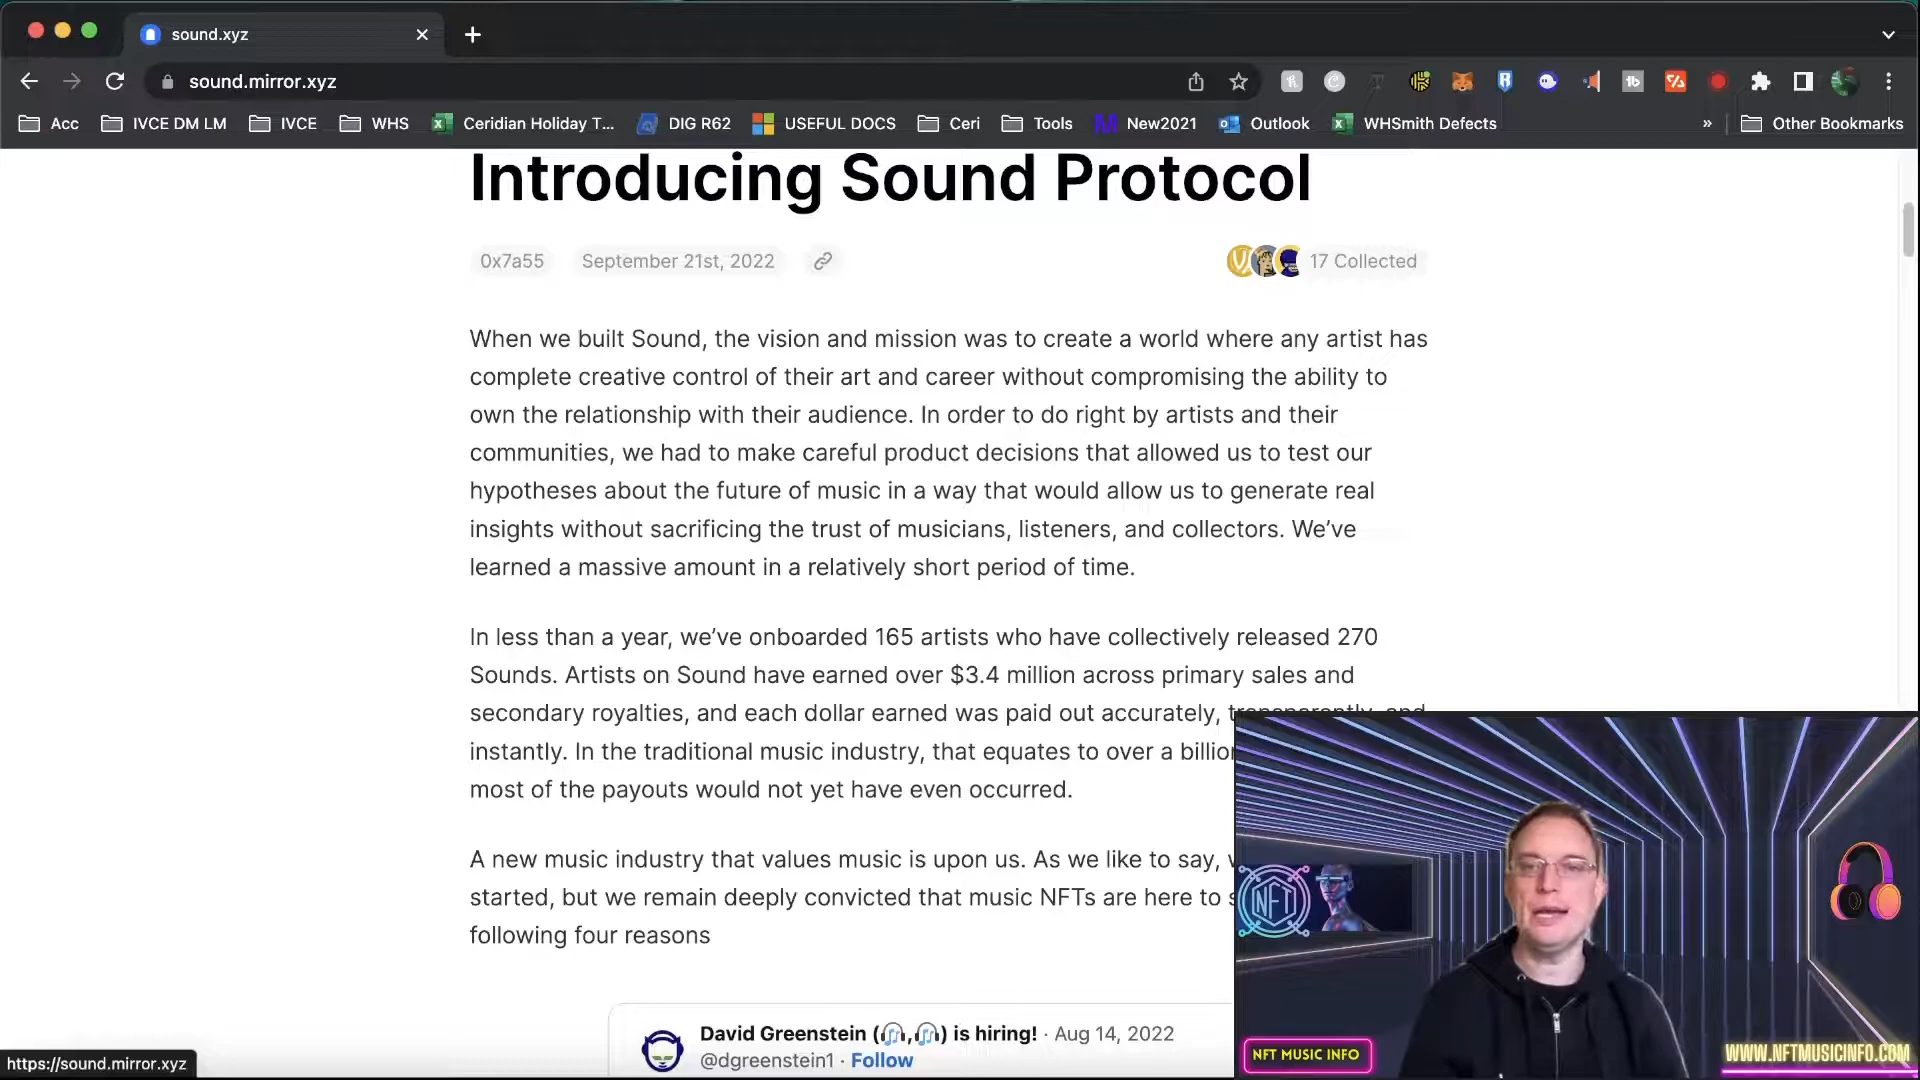 sound.xyz
sound.mirror.xyz
Acc IVCE DM LM IVCE WHS Ceridian Holiday T... DIG R62 USEFUL DOCS Ceri Tools New2021 Outlook WHSmith Defects » Other Bookmarks
Introducing Sound Protocol
0x7a55 September 21st, 2022 17 Collected
When we built Sound, the vision and mission was to create a world where any artist has
complete creative control of their art and career without compromising the ability to
own the relationship with their audience. In order to do right by artists and their
communities, we had to make careful product decisions that allowed us to test our
hypotheses about the future of music in a way that would allow us to generate real
insights without sacrificing the trust of musicians, listeners, and collectors. We’ve
learned a massive amount in a relatively short period of time.
In less than a year, we’ve onboarded 165 artists who have collectively released 270
Sounds. Artists on Sound have earned over $3.4 million across primary sales and
secondary royalties, and each dollar earned was paid out accurately, transparently, and
instantly. In the traditional music industry, that equates to over a
most of the payouts would not yet have even occurred.
A new music industry that values music is upon us. As we like to say,
started, but we remain deeply convicted that music NFTs are here to
following four reasons
David Greenstein (🎧,🎧) is hiring! · Aug 14, 2022
@dgreenstein1 · Follow
https://sound.mirror.xyz
NFT
NFT MUSIC INFO
WWW.NFTMUSICINFO.COM